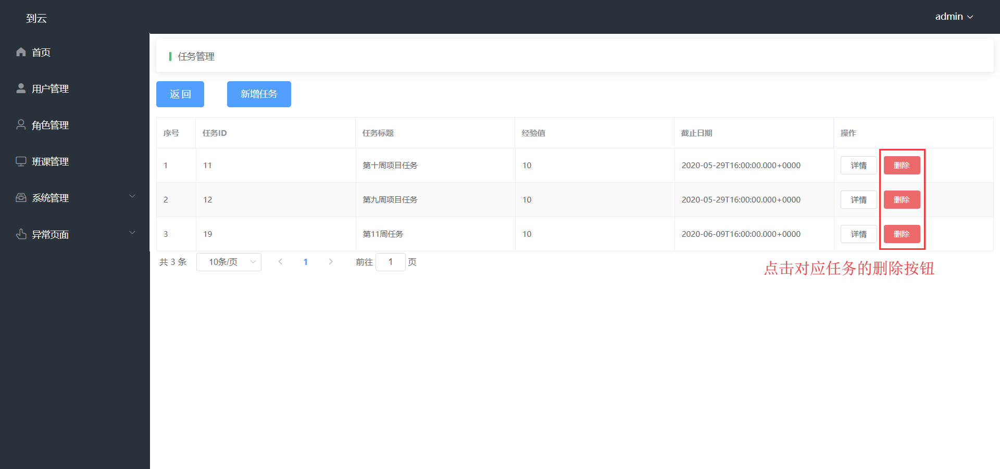 到云
admin
首页
用户管理
角色管理
班课管理
系统管理
异常页面
任务管理
返 回
新增任务
序号 任务ID 任务标题 经验值 截止日期 操作
1 11 第十周项目任务 10 2020-05-29T16:00:00.000+0000 详情 删除
2 12 第九周项目任务 10 2020-05-29T16:00:00.000+0000 详情 删除
3 19 第11周任务 10 2020-06-09T16:00:00.000+0000 详情 删除
共 3 条 10条/页 1 前往 1 页
点击对应任务的删除按钮